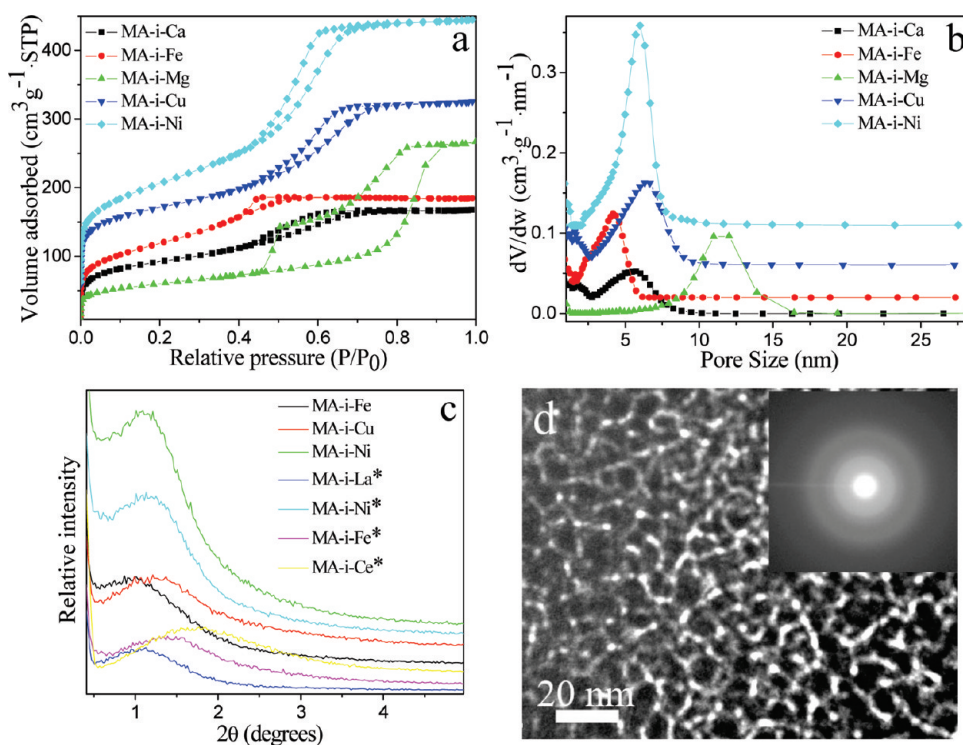 a
MA-i-Ca
MA-i-Fe
MA-i-Mg
MA-i-Cu
MA-i-Ni
Volume adsorbed (cm³g⁻¹·STP)
400
300
200
100
0.0 0.2 0.4 0.6 0.8 1.0
Relative pressure (P/P₀)
b
MA-i-Ca
MA-i-Fe
MA-i-Mg
MA-i-Cu
MA-i-Ni
dV/dw (cm³·g⁻¹·nm⁻¹)
0.3
0.2
0.1
0.0
5 10 15 20 25
Pore Size (nm)
c
MA-i-Fe
MA-i-Cu
MA-i-Ni
MA-i-La*
MA-i-Ni*
MA-i-Fe*
MA-i-Ce*
Relative intensity
1 2 3 4
2θ (degrees)
d
20 nm